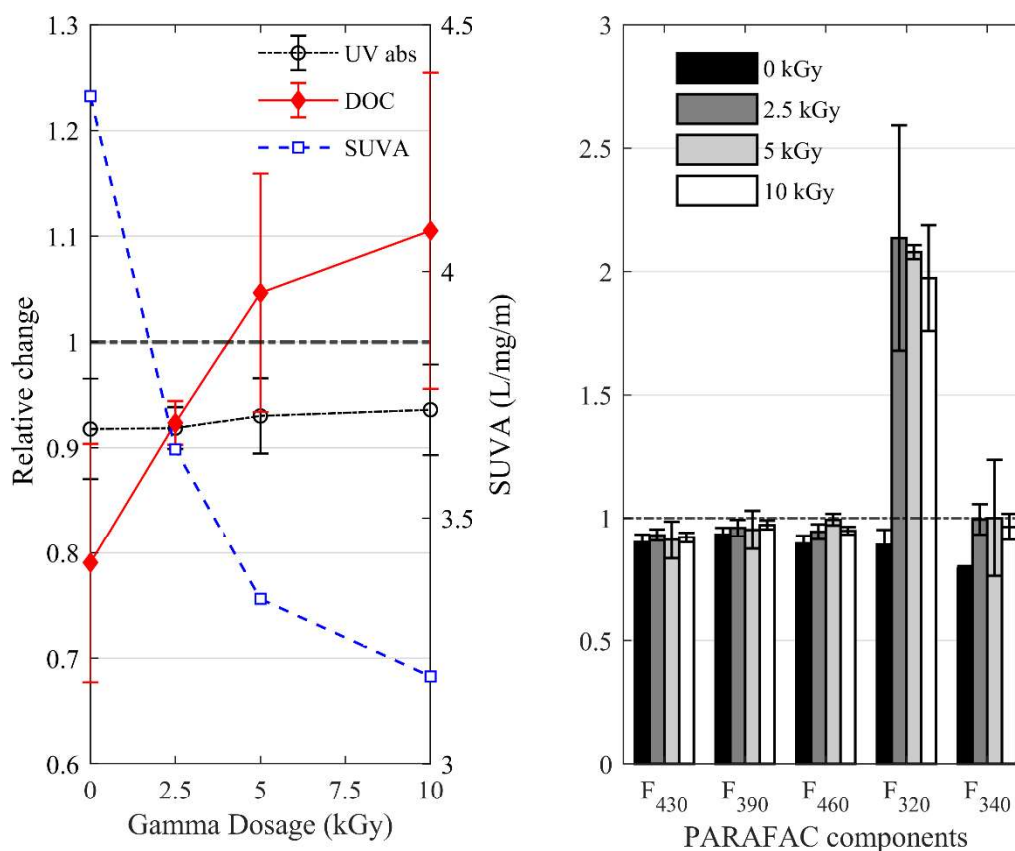 1.3
1.2
1.1
1
0.9
0.8
0.7
0.6
Relative change
UV abs
DOC
SUVA
4.5
4
3.5
3
SUVA (L/mg/m)
0
2.5
5
7.5
10
Gamma Dosage (kGy)
3
2.5
2
1.5
1
0.5
0
0 kGy
2.5 kGy
5 kGy
10 kGy
F430
F390
F460
F320
F340
PARAFAC components